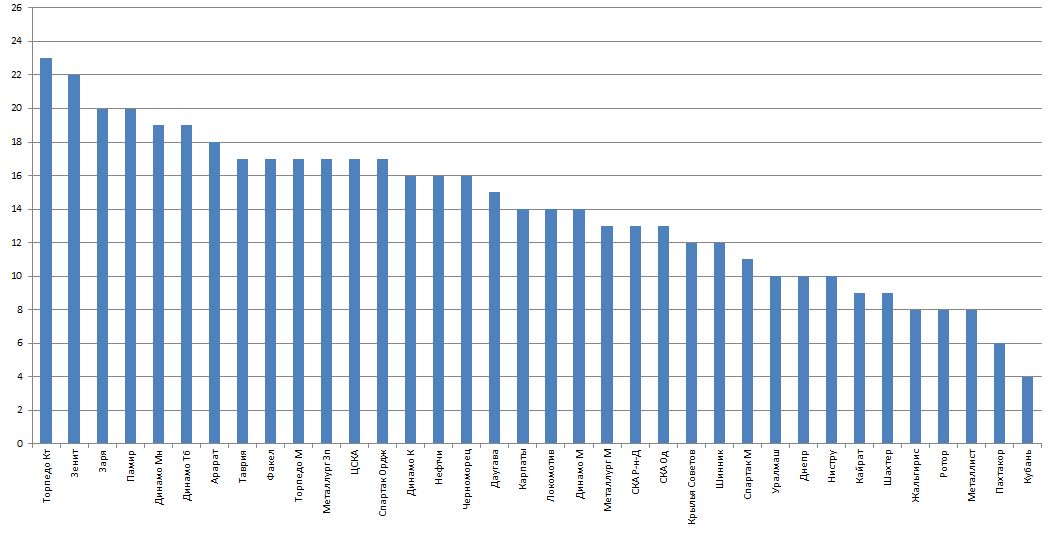 26
24
22
20
18
16
14
12
10
8
6
4
2
0
Торпедо Кт
Зенит
Заря
Памир
Динамо Мн
Динамо Тб
Арарат
Таврия
Факел
Торпедо М
Металлург Зп
ЦСКА
Спартак Ордж
Динамо К
Нефтчи
Черноморец
Даугава
Карпаты
Локомотив
Динамо М
Металлург М
СКА Р-н-Д
СКА Од
Крылья Советов
Шинник
Спартак М
Уралмаш
Днепр
Нистру
Кайрат
Шахтер
Жальгирис
Ротор
Металлист
Пахтакор
Кубань